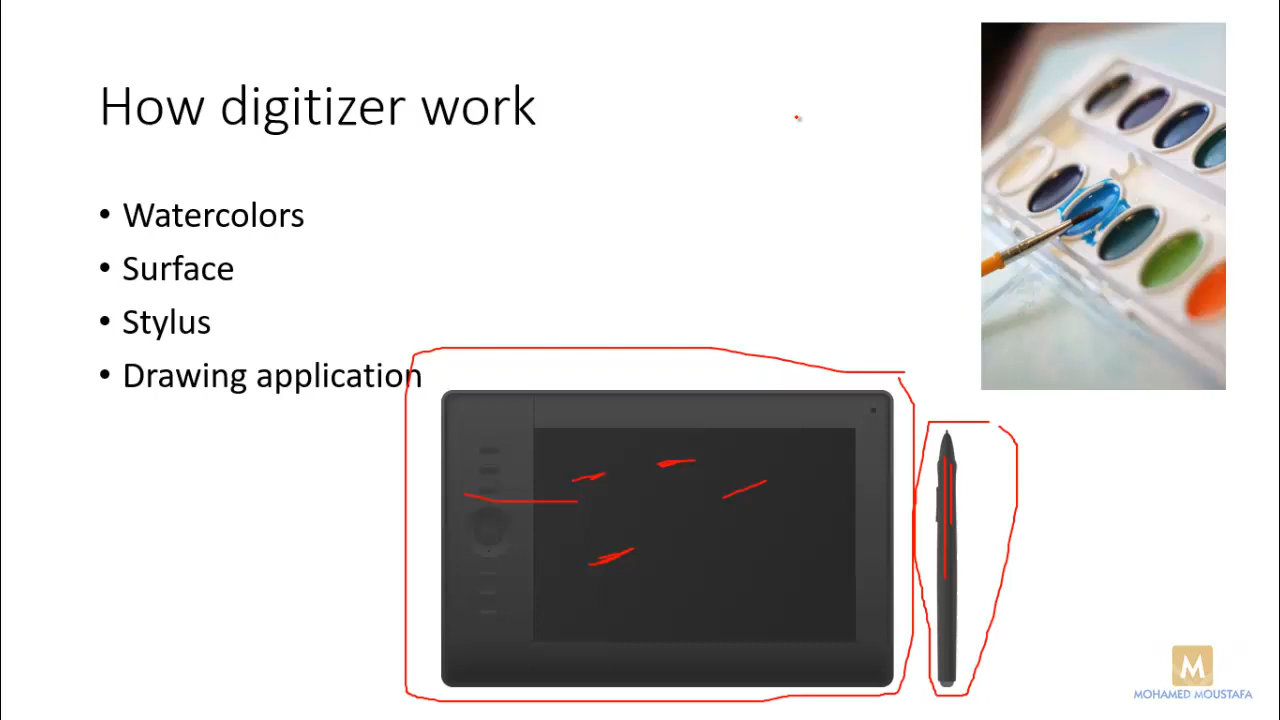 How digitizer work
• Watercolors
• Surface
• Stylus
• Drawing application
M
MOHAMED MOUSTAFA